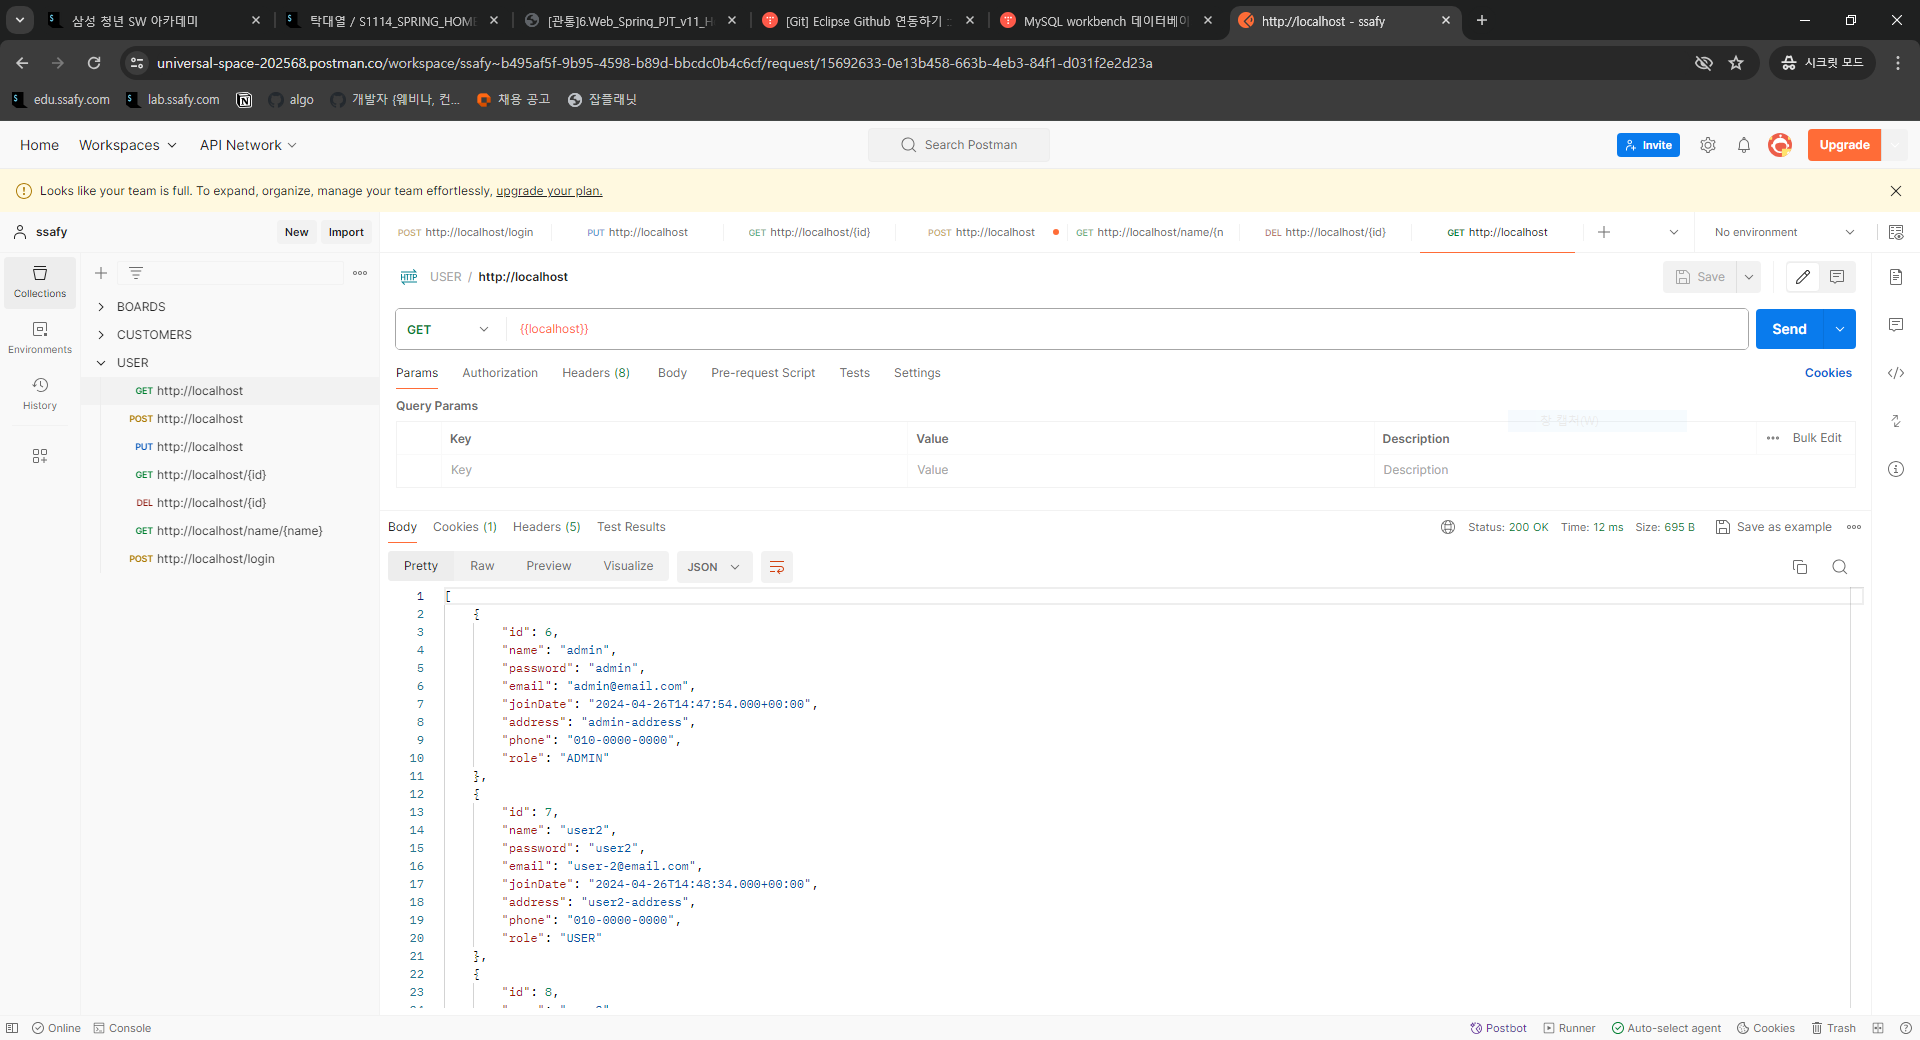 삼성 청년 SW 아카데미
탁대열 / S1114_SPRING_HOME
[관통]6.Web_Spring_PJT_v11_H
[Git] Eclipse Github 연동하기
MySQL workbench 데이터베이
http://localhost - ssafy
universal-space-202568.postman.co/workspace/ssafy~b495af5f-9b95-4598-b89d-bbcdc0b4c6cf/request/15692633-0e13b458-663b-4eb3-84f1-d031f2e2d23a
시크릿 모드
edu.ssafy.com
lab.ssafy.com
algo
개발자 {웨비나, 컨...
채용 공고
잡플래닛
Home
Workspaces
API Network
Search Postman
Invite
Upgrade
Looks like your team is full. To expand, organize, manage your team effortlessly, upgrade your plan.
ssafy
New
Import
POST http://localhost/login
PUT http://localhost
GET http://localhost/{id}
POST http://localhost
GET http://localhost/name/{n
DEL http://localhost/{id}
GET http://localhost
No environment
Collections
Environments
History
BOARDS
CUSTOMERS
USER
GET http://localhost
POST http://localhost
PUT http://localhost
GET http://localhost/{id}
DEL http://localhost/{id}
GET http://localhost/name/{name}
POST http://localhost/login
HTTP USER / http://localhost
Save
GET
{{localhost}}
Send
Params
Authorization
Headers (8)
Body
Pre-request Script
Tests
Settings
Cookies
Query Params
창 캡처(W)
Key
Value
Description
Bulk Edit
Key
Value
Description
Body
Cookies (1)
Headers (5)
Test Results
Status: 200 OK
Time: 12 ms
Size: 695 B
Save as example
Pretty
Raw
Preview
Visualize
JSON
1 [
2 {
3 "id": 6,
4 "name": "admin",
5 "password": "admin",
6 "email": "admin@email.com",
7 "joinDate": "2024-04-26T14:47:54.000+00:00",
8 "address": "admin-address",
9 "phone": "010-0000-0000",
10 "role": "ADMIN"
11 },
12 {
13 "id": 7,
14 "name": "user2",
15 "password": "user2",
16 "email": "user-2@email.com",
17 "joinDate": "2024-04-26T14:48:34.000+00:00",
18 "address": "user2-address",
19 "phone": "010-0000-0000",
20 "role": "USER"
21 },
22 {
23 "id": 8,
Online
Console
Postbot
Runner
Auto-select agent
Cookies
Trash